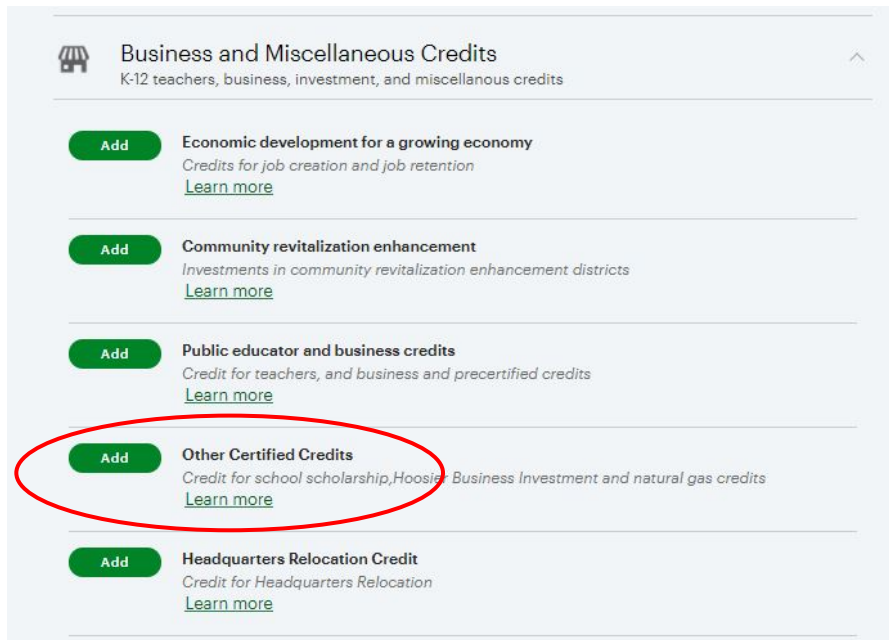 Business and Miscellaneous Credits
K-12 teachers, business, investment, and miscellanous credits
Add
Economic development for a growing economy
Credits for job creation and job retention
Learn more
Add
Community revitalization enhancement
Investments in community revitalization enhancement districts
Learn more
Add
Public educator and business credits
Credit for teachers, and business and precertified credits
Learn more
Add
Other Certified Credits
Credit for school scholarship,Hoosier Business Investment and natural gas credits
Learn more
Add
Headquarters Relocation Credit
Credit for Headquarters Relocation
Learn more